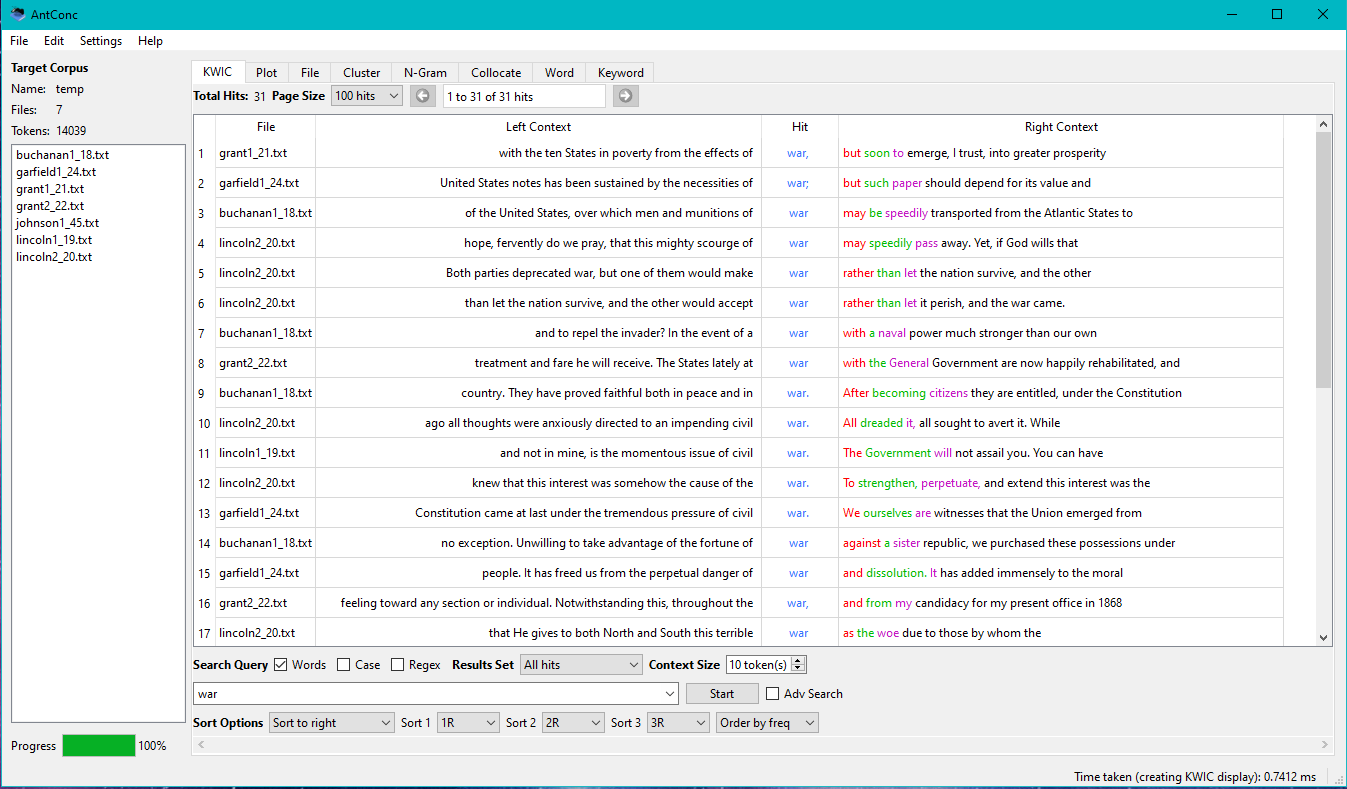 AntConc
File Edit Settings Help
Target Corpus
Name: temp
Files: 7
Tokens: 14039
buchanan1_18.txt
garfield1_24.txt
grant1_21.txt
grant2_22.txt
johnson1_45.txt
lincoln1_19.txt
lincoln2_20.txt
Progress 100%
KWIC Plot File Cluster N-Gram Collocate Word Keyword
Total Hits: 31 Page Size 100 hits 1 to 31 of 31 hits
File Left Context Hit Right Context
1 grant1_21.txt with the ten States in poverty from the effects of war, but soon to emerge, I trust, into greater prosperity
2 garfield1_24.txt United States notes has been sustained by the necessities of war; but such paper should depend for its value and
3 buchanan1_18.txt of the United States, over which men and munitions of war may be speedily transported from the Atlantic States to
4 lincoln2_20.txt hope, fervently do we pray, that this mighty scourge of war may speedily pass away. Yet, if God wills that
5 lincoln2_20.txt Both parties deprecated war, but one of them would make war rather than let the nation survive, and the other
6 lincoln2_20.txt than let the nation survive, and the other would accept war rather than let it perish, and the war came.
7 buchanan1_18.txt and to repel the invader? In the event of a war with a naval power much stronger than our own
8 grant2_22.txt treatment and fare he will receive. The States lately at war with the General Government are now happily rehabilitated, and
9 buchanan1_18.txt country. They have proved faithful both in peace and in war. After becoming citizens they are entitled, under the Constitution
10 lincoln2_20.txt ago all thoughts were anxiously directed to an impending civil war. All dreaded it, all sought to avert it. While
11 lincoln1_19.txt and not in mine, is the momentous issue of civil war. The Government will not assail you. You can have
12 lincoln2_20.txt knew that this interest was somehow the cause of the war. To strengthen, perpetuate, and extend this interest was the
13 garfield1_24.txt Constitution came at last under the tremendous pressure of civil war. We ourselves are witnesses that the Union emerged from
14 buchanan1_18.txt no exception. Unwilling to take advantage of the fortune of war against a sister republic, we purchased these possessions under
15 garfield1_24.txt people. It has freed us from the perpetual danger of war and dissolution. It has added immensely to the moral
16 grant2_22.txt feeling toward any section or individual. Notwithstanding this, throughout the war, and from my candidacy for my present office in 1868
17 lincoln2_20.txt that He gives to both North and South this terrible war as the woe due to those by whom the
Search Query Words Case Regex Results Set All hits Context Size 10 token(s)
war Start Adv Search
Sort Options Sort to right Sort 1 1R Sort 2 2R Sort 3 3R Order by freq
Time taken (creating KWIC display): 0.7412 ms